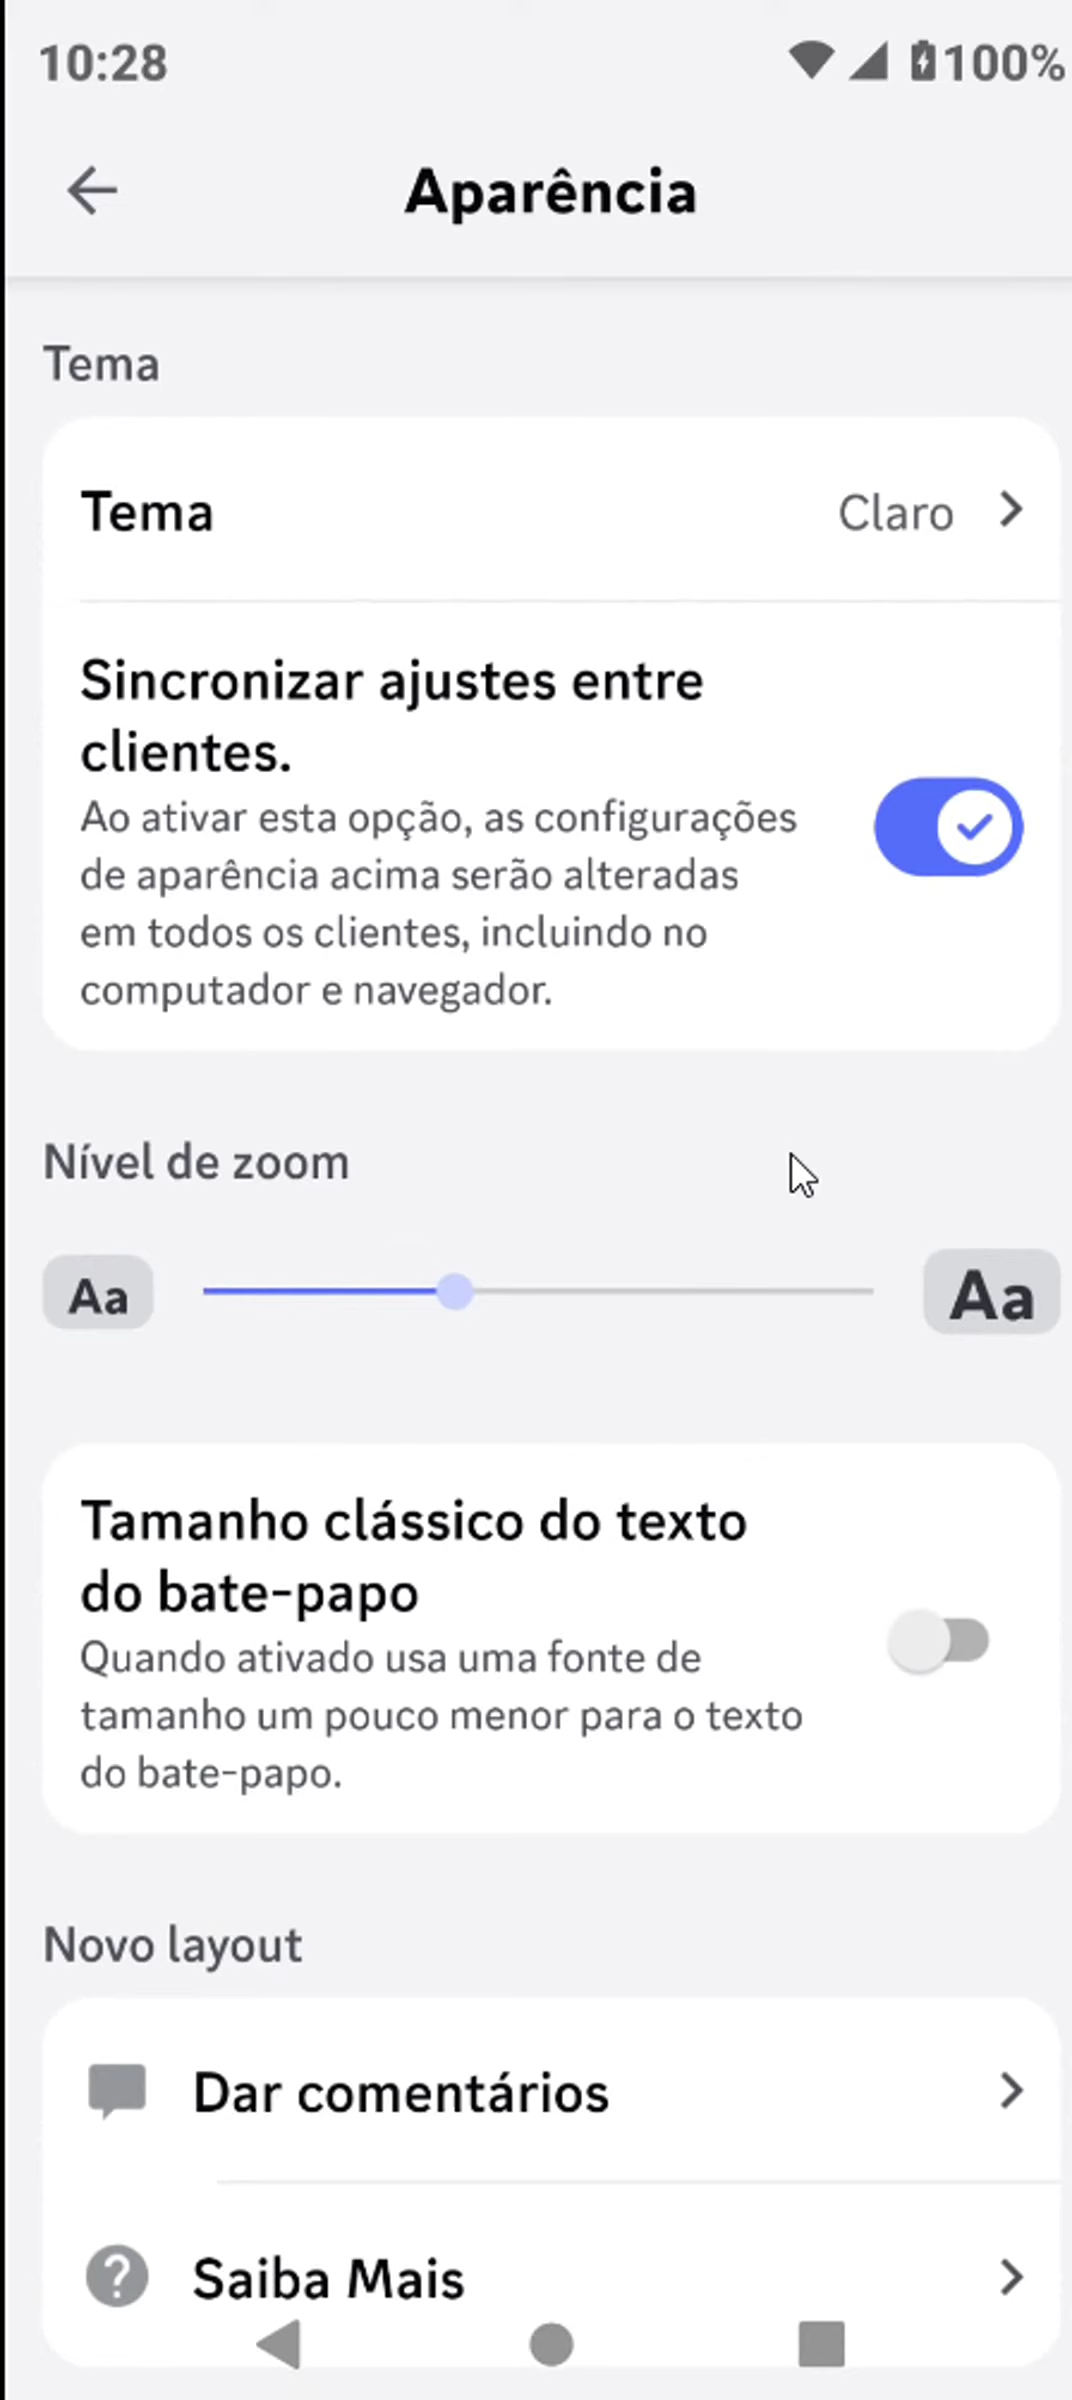 10:28
100%
Aparência
Tema
Tema
Claro
Sincronizar ajustes entre
clientes.
Ao ativar esta opção, as configurações
de aparência acima serão alteradas
em todos os clientes, incluindo no
computador e navegador.
Nível de zoom
Aa
Aa
Tamanho clássico do texto
do bate-papo
Quando ativado usa uma fonte de
tamanho um pouco menor para o texto
do bate-papo.
Novo layout
Dar comentários
Saiba Mais